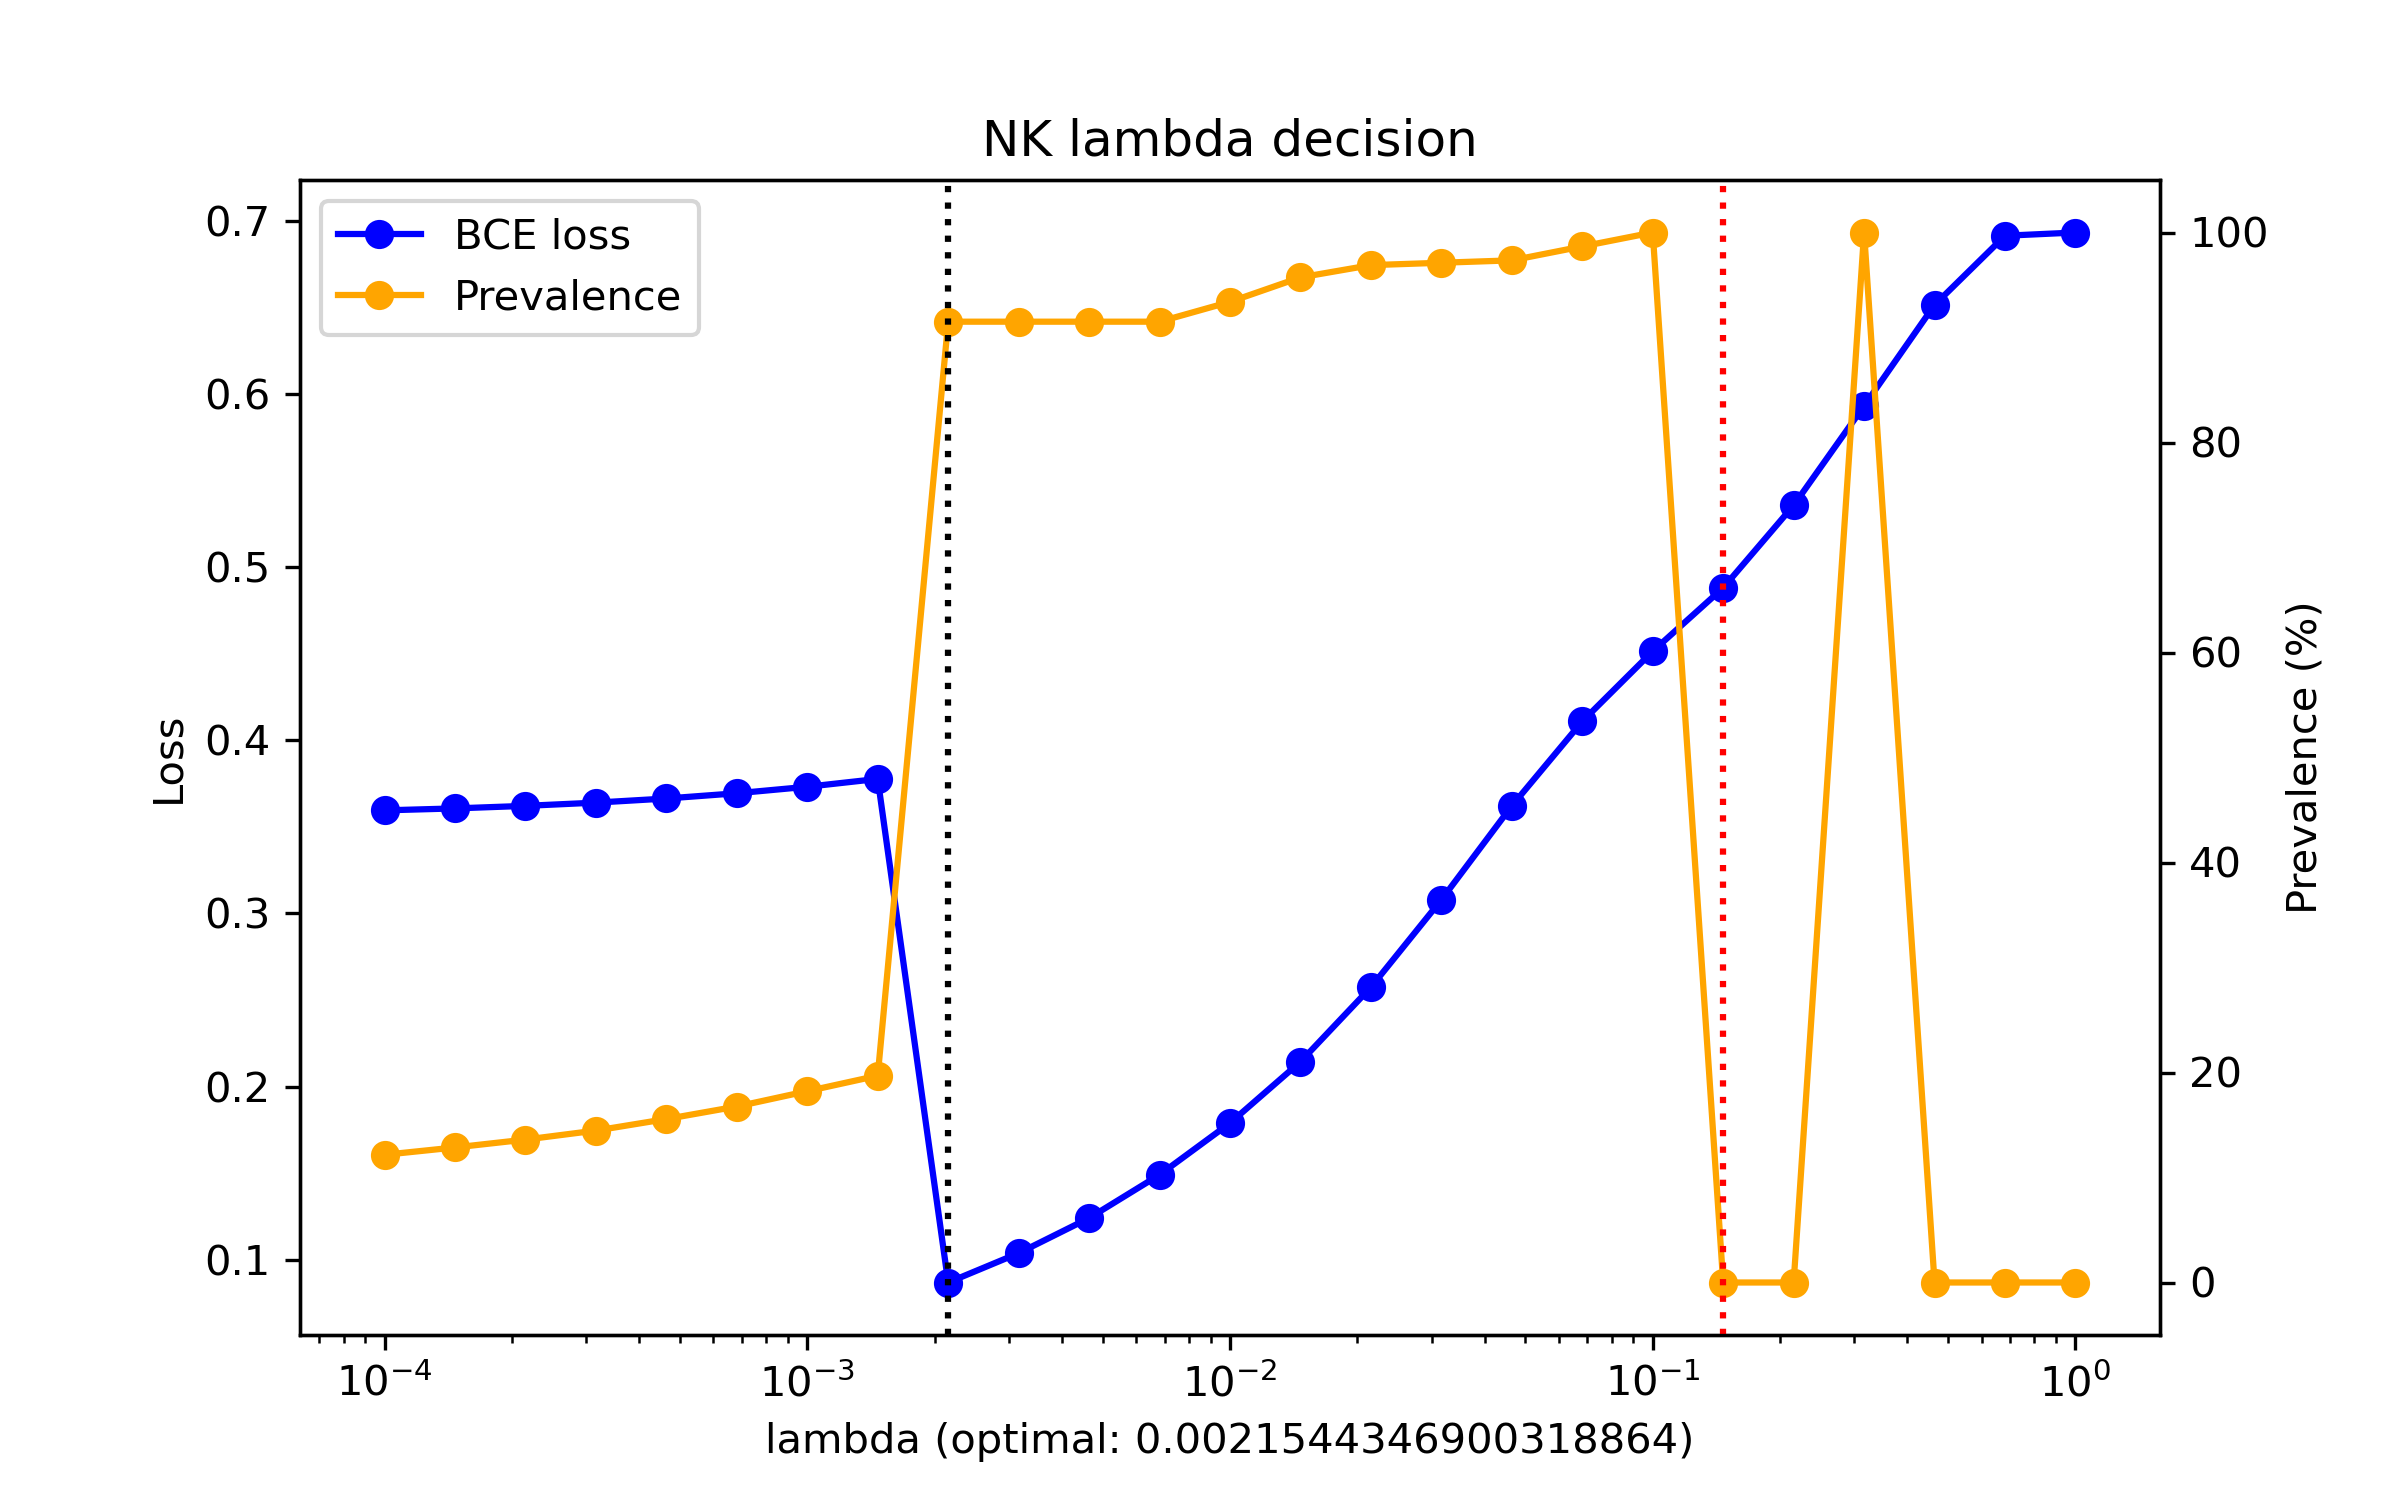 NK lambda decision
BCE loss
Prevalence
0.7
0.6
0.5
0.4
0.3
0.2
0.1
Loss
100
80
60
40
20
0
Prevalence (%)
10⁻⁴ 10⁻³ 10⁻² 10⁻¹ 10⁰
lambda (optimal: 0.0021544346900318864)